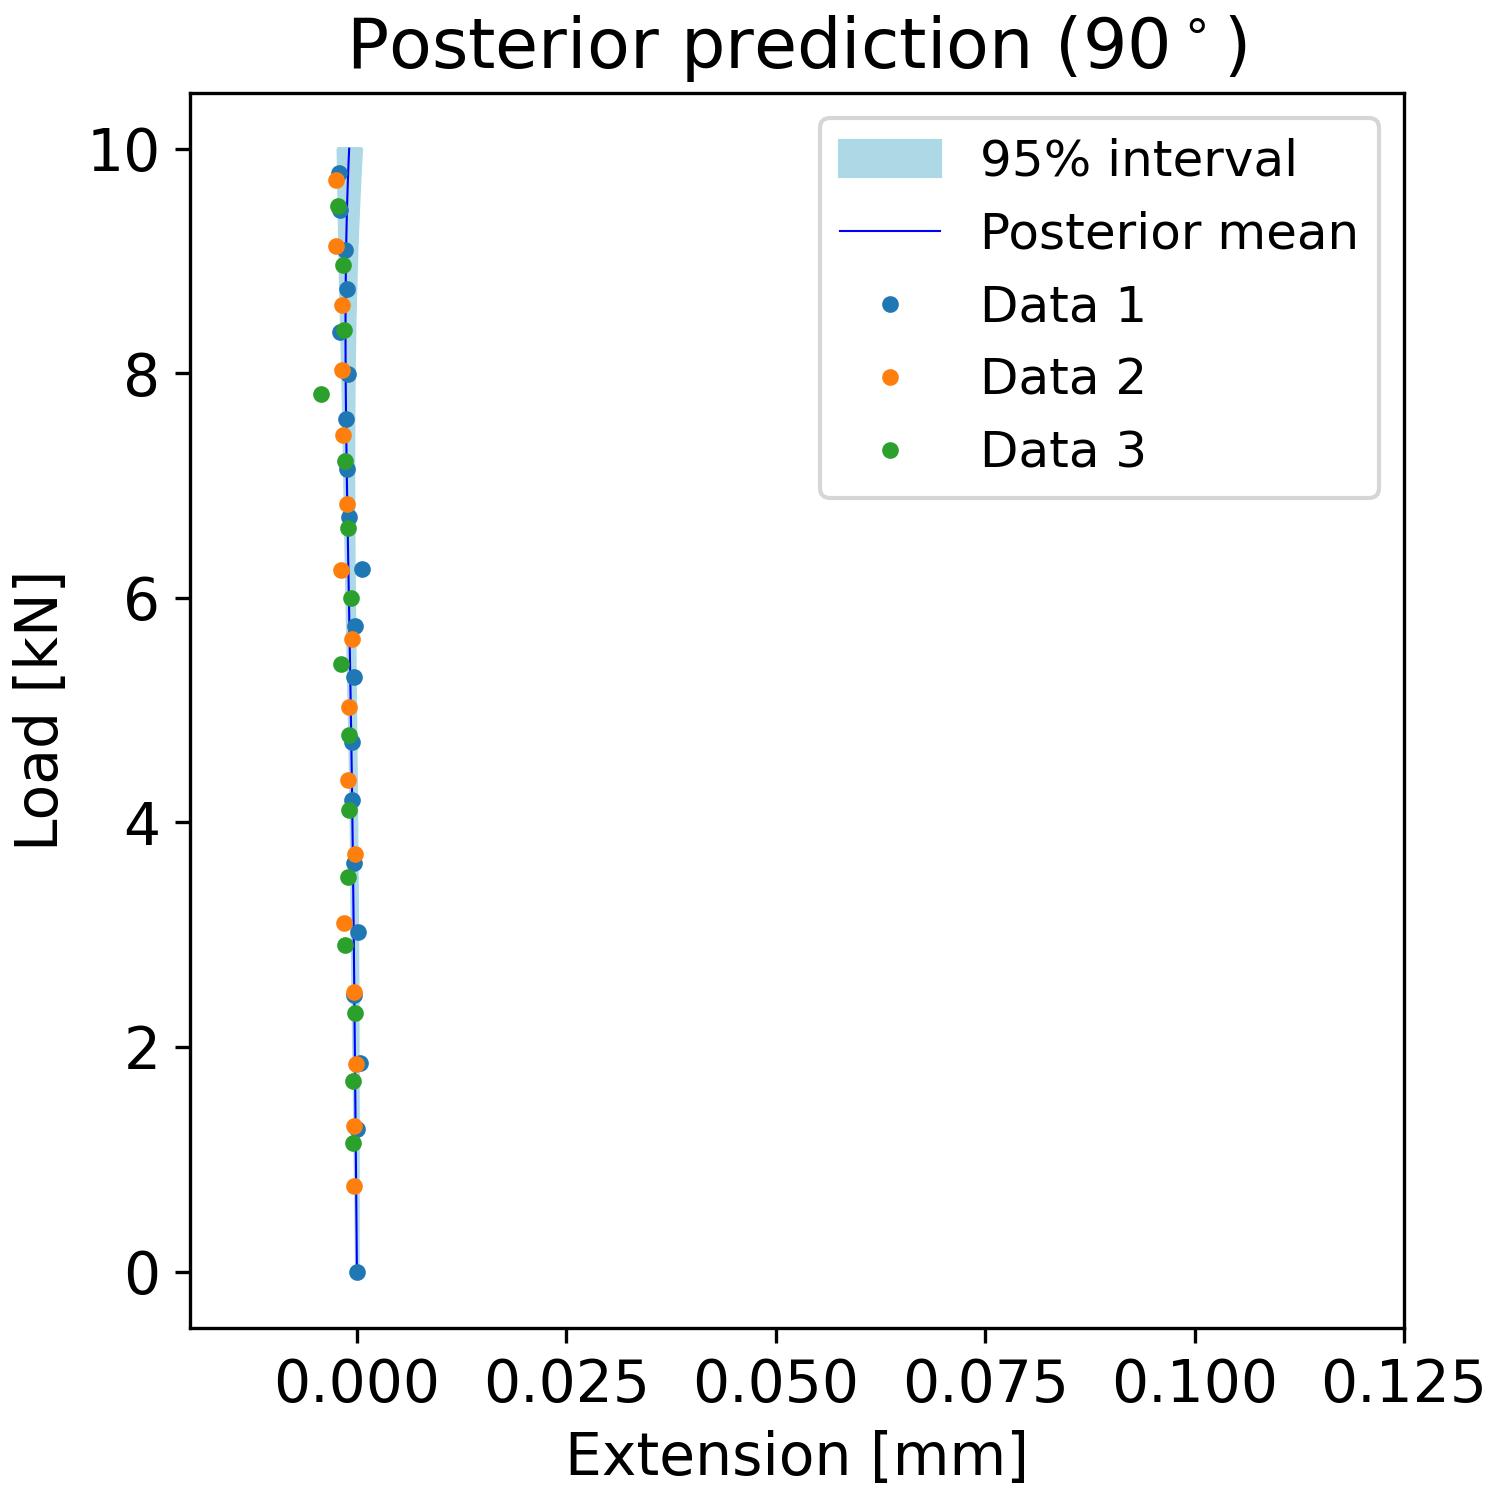 Posterior prediction (90°)
95% interval
Posterior mean
Data 1
Data 2
Data 3
10
8
6
4
2
0
Load [kN]
0.000 0.025 0.050 0.075 0.100 0.125
Extension [mm]